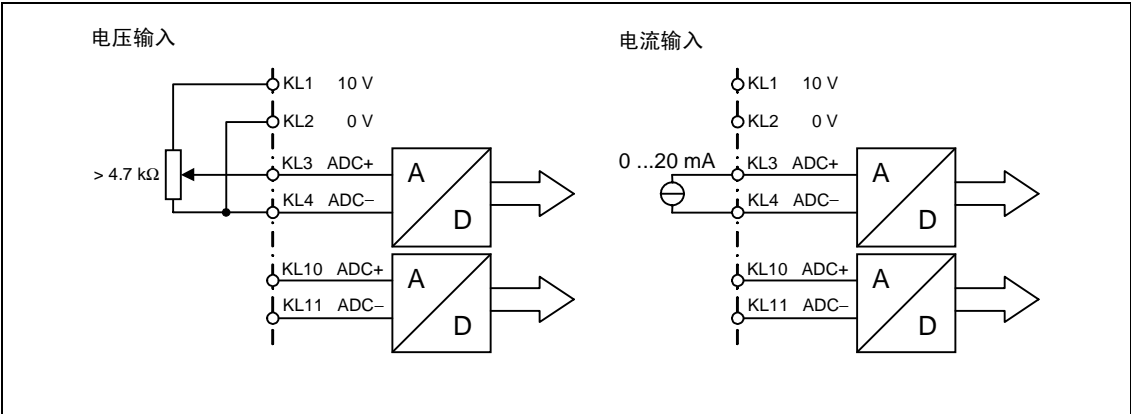 电压输入
KL1 10 V
KL2 0 V
> 4.7 kΩ
KL3 ADC+
KL4 ADC−
A
D
KL10 ADC+
KL11 ADC−
A
D
电流输入
KL1 10 V
KL2 0 V
0 ...20 mA
KL3 ADC+
KL4 ADC−
A
D
KL10 ADC+
KL11 ADC−
A
D